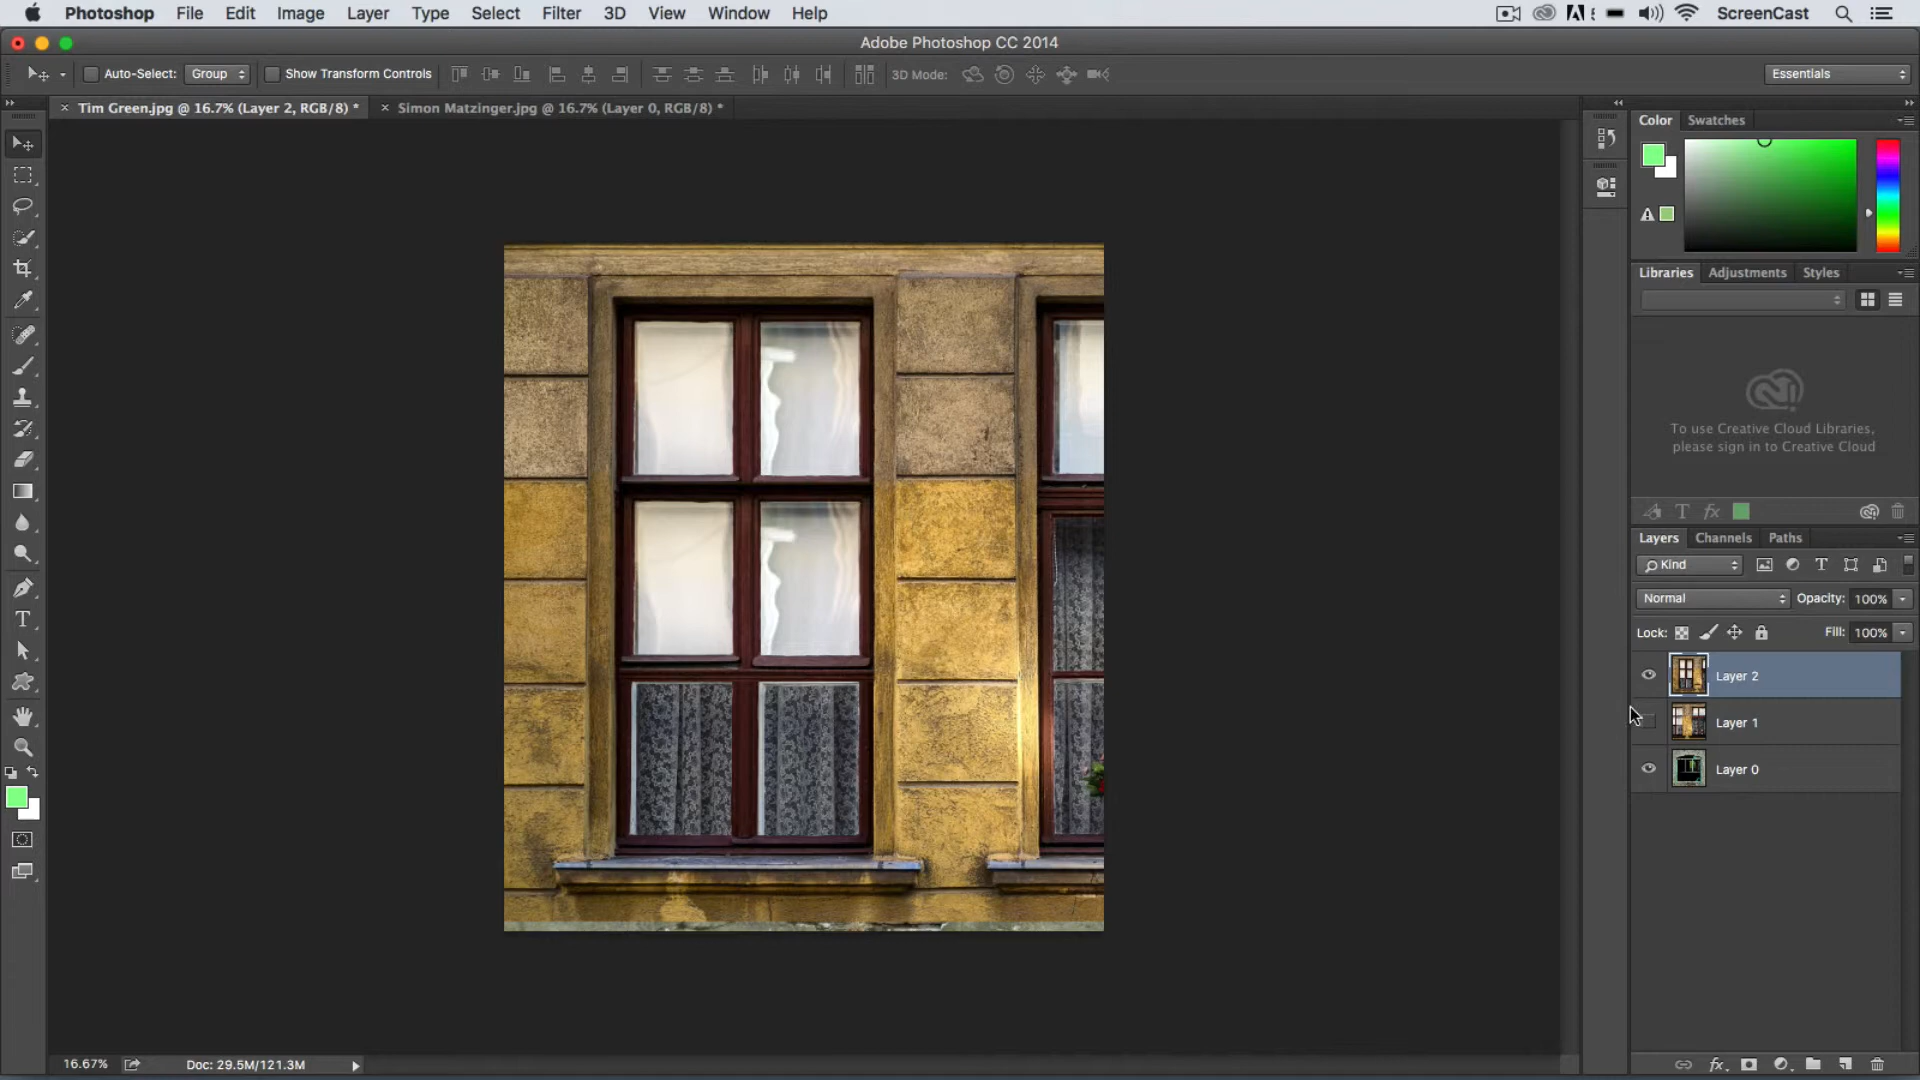 Photoshop File Edit Image Layer Type Select Filter 3D View Window Help ScreenCast
Adobe Photoshop CC 2014
Auto-Select: Group Show Transform Controls 3D Mode: Essentials
Tim Green.jpg @ 16.7% (Layer 2, RGB/8) * Simon Matzinger.jpg @ 16.7% (Layer 0, RGB/8) *
Color Swatches
Libraries Adjustments Styles
To use Creative Cloud Libraries,
please sign in to Creative Cloud
Layers Channels Paths
Kind
Normal Opacity: 100%
Lock: Fill: 100%
Layer 2
Layer 1
Layer 0
16.67% Doc: 29.5M/121.3M